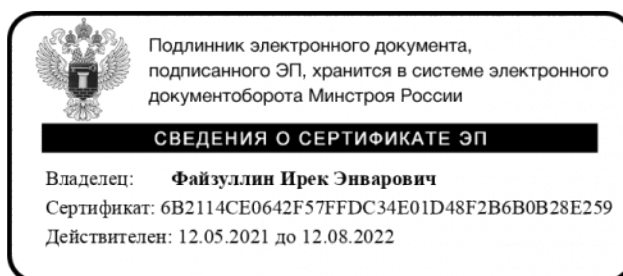 Подлинник электронного документа,
подписанного ЭП, хранится в системе электронного
документоборота Минстроя России
СВЕДЕНИЯ О СЕРТИФИКАТЕ ЭП
Владелец: Файзуллин Ирек Энварович
Сертификат: 6B2114CE0642F57FFDC34E01D48F2B6B0B28E259
Действителен: 12.05.2021 до 12.08.2022